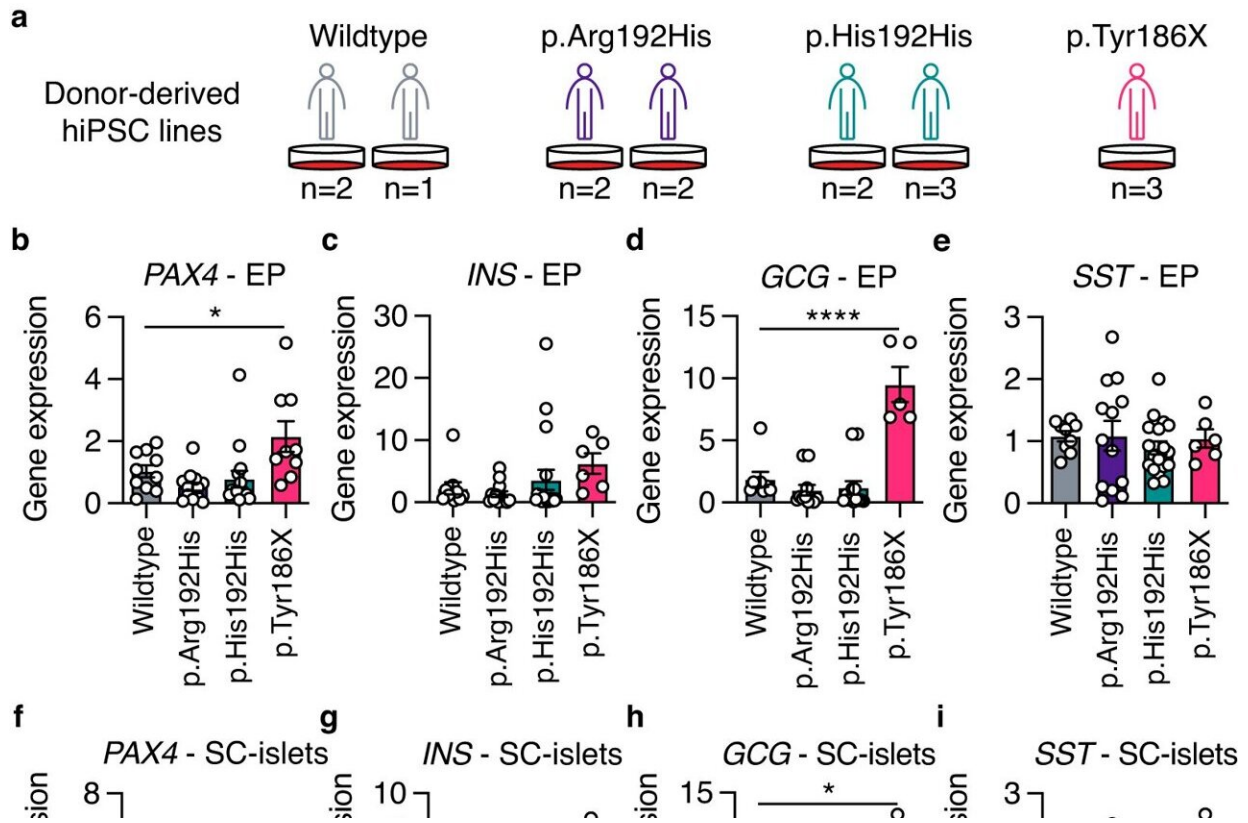 a
Wildtype p.Arg192His p.His192His p.Tyr186X
Donor-derived
hiPSC lines
n=2 n=1 n=2 n=2 n=2 n=3 n=3
b c d e
PAX4 - EP INS - EP GCG - EP SST - EP
Gene expression
6
4
2
0
*
Wildtype
p.Arg192His
p.His192His
p.Tyr186X
Gene expression
30
20
10
0
Wildtype
p.Arg192His
p.His192His
p.Tyr186X
Gene expression
15
10
5
0
****
Wildtype
p.Arg192His
p.His192His
p.Tyr186X
Gene expression
3
2
1
0
Wildtype
p.Arg192His
p.His192His
p.Tyr186X
f g h i
PAX4 - SC-islets INS - SC-islets GCG - SC-islets SST - SC-islets
8 10 15 * 3
sion sion sion sion